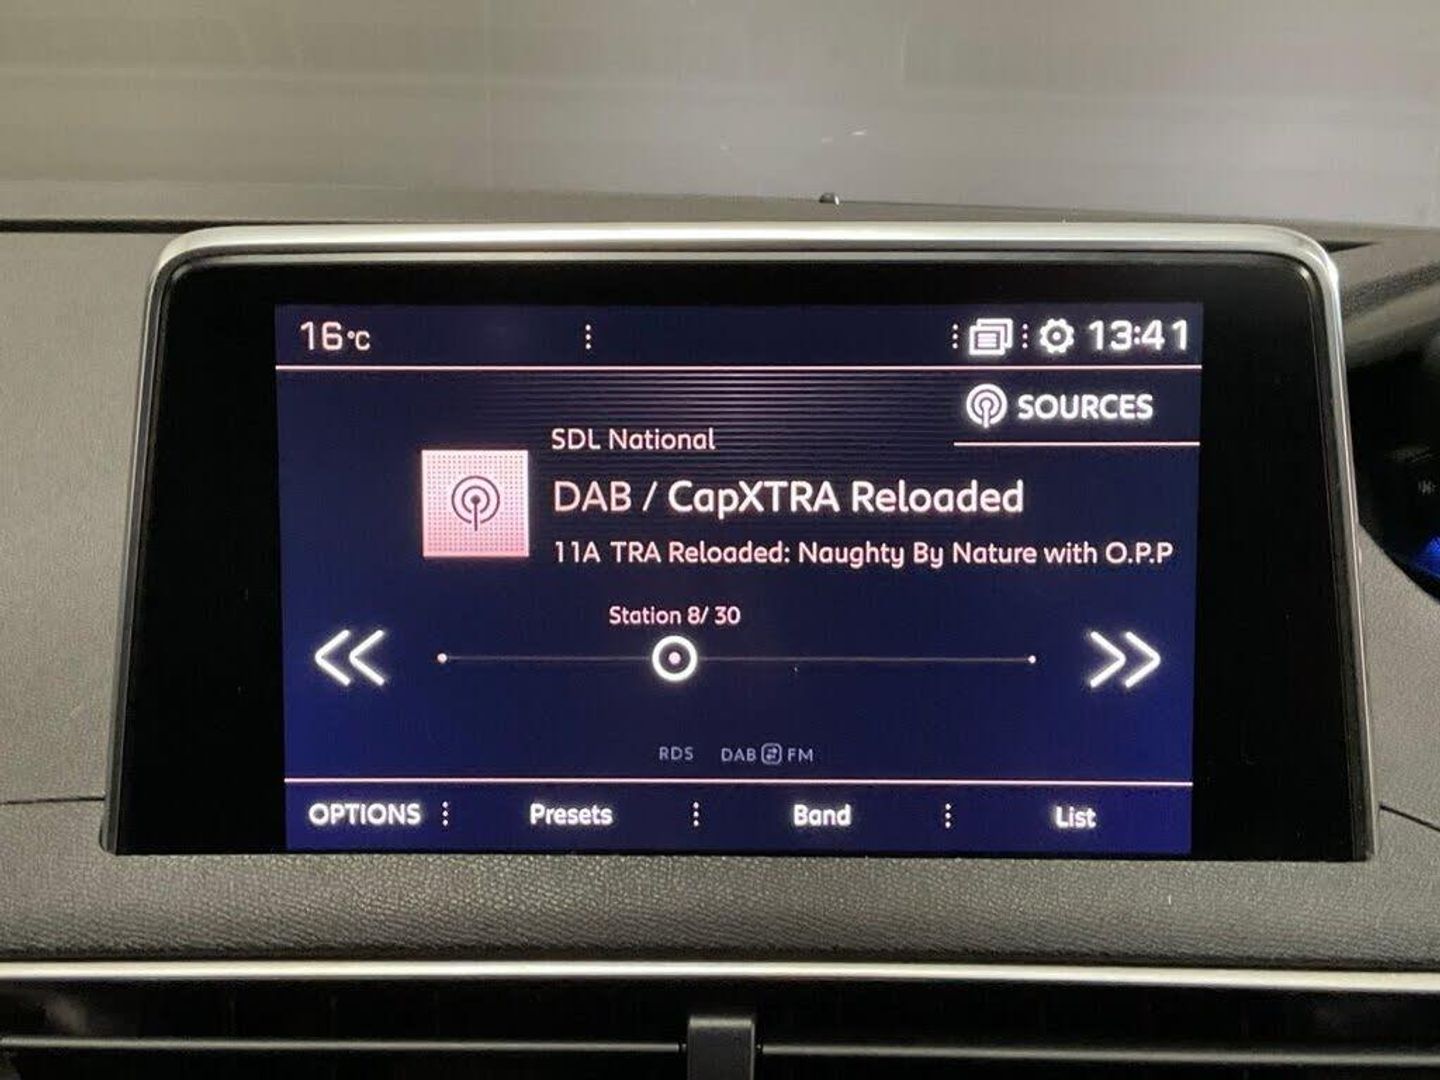 16°C 13:41
SOURCES
SDL National
DAB / CapXTRA Reloaded
11A TRA Reloaded: Naughty By Nature with O.P.P
Station 8/ 30
RDS DAB FM
OPTIONS Presets Band List